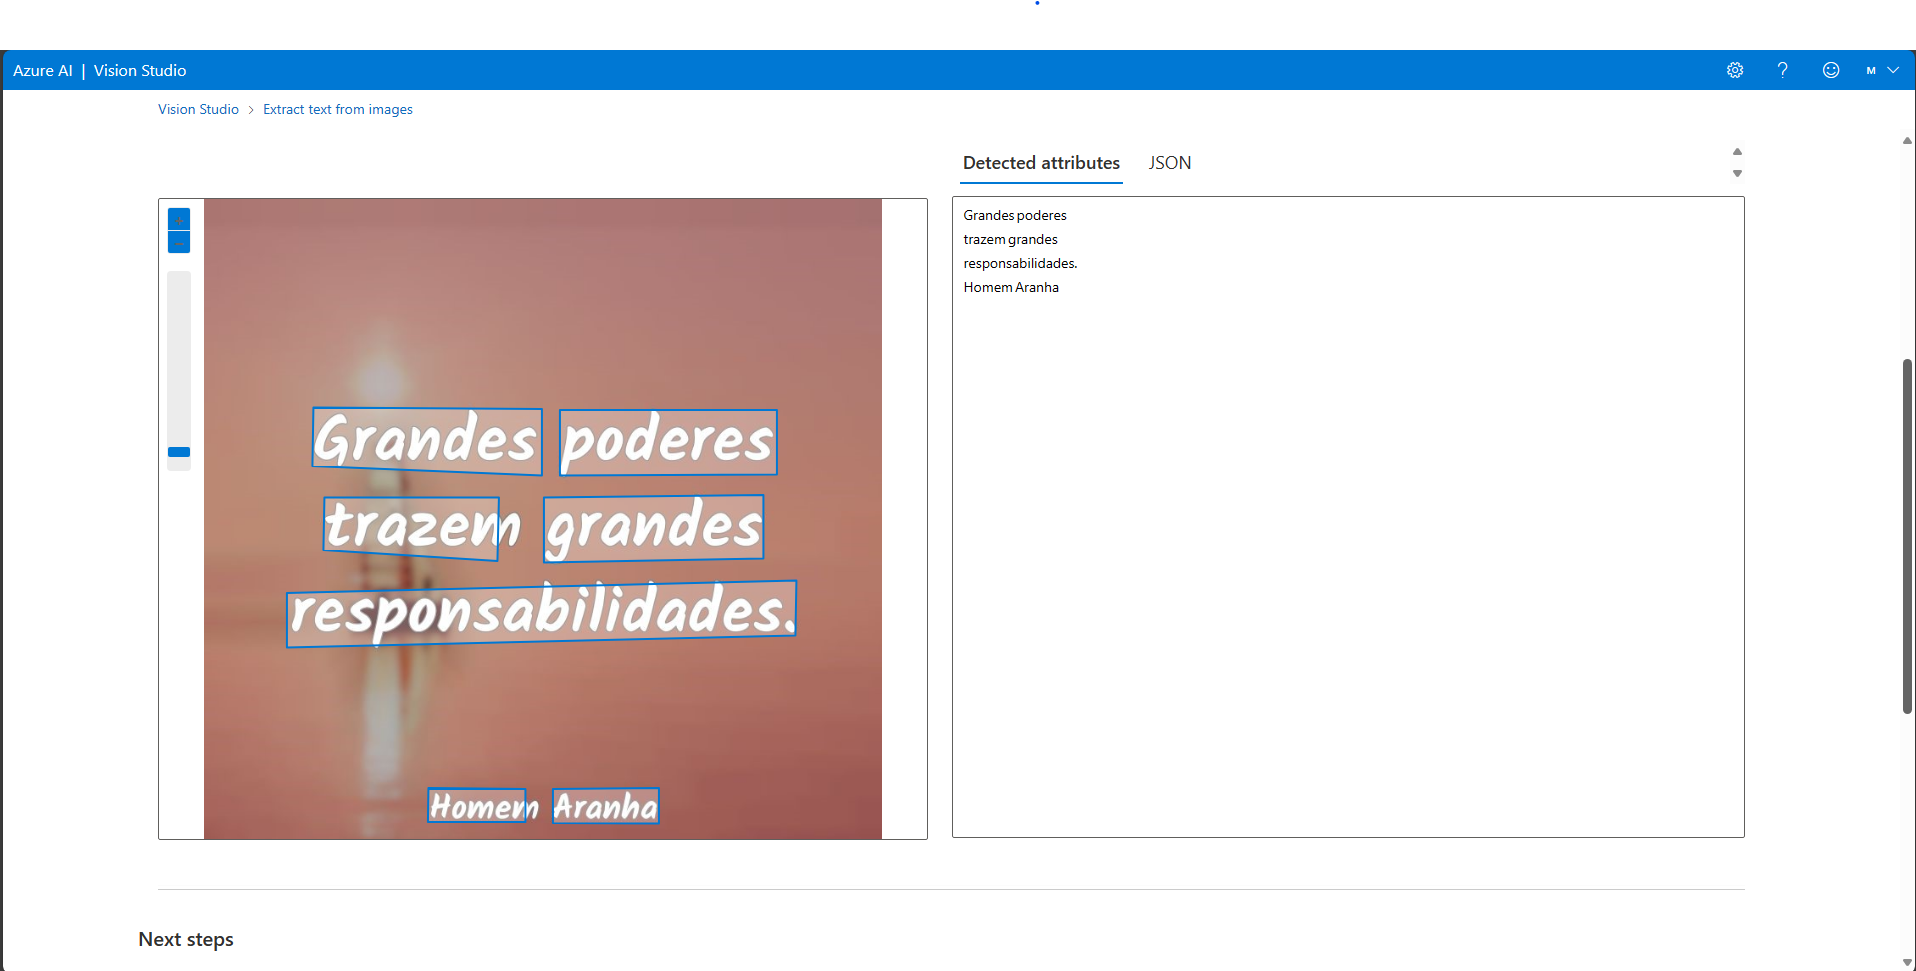 Azure AI | Vision Studio
M
Vision Studio > Extract text from images
Detected attributes JSON
Grandes poderes
trazem grandes
responsabilidades.
Homem Aranha
Grandes poderes
trazem grandes
responsabilidades.
Homem Aranha
Next steps